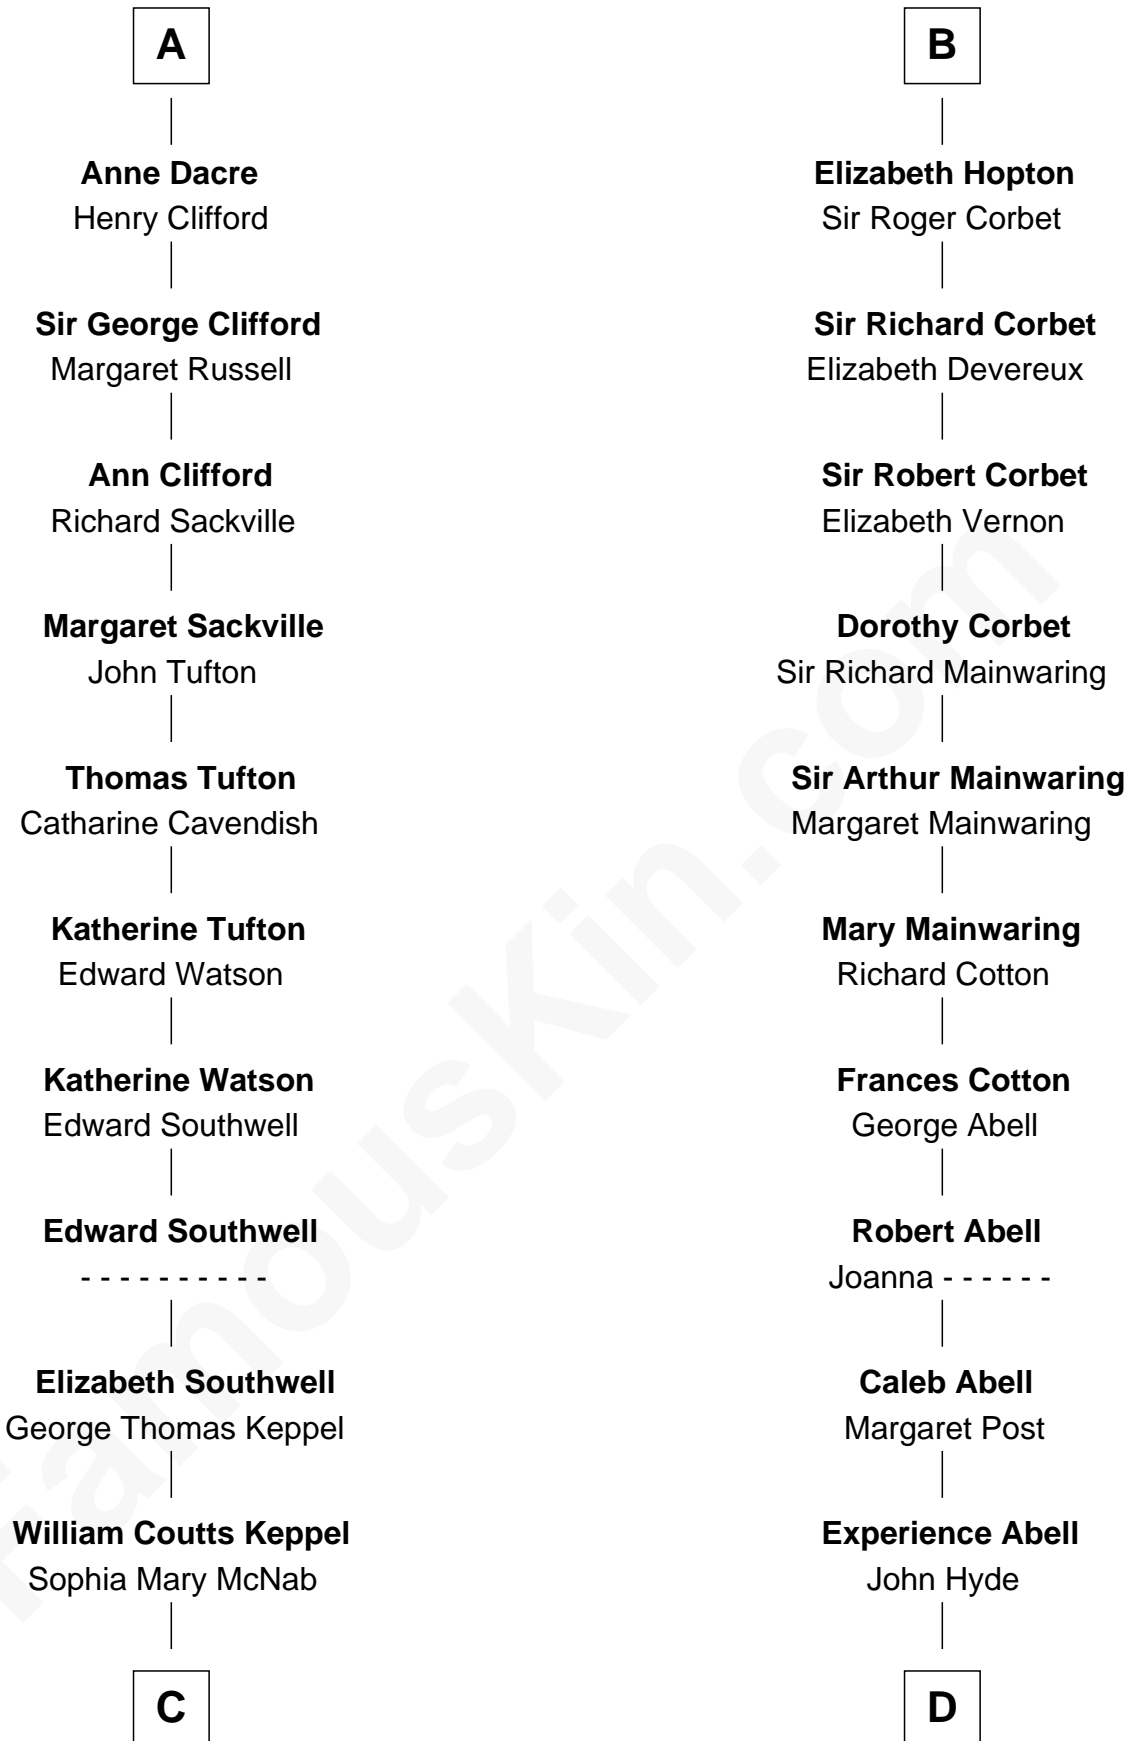 A
Anne Dacre
Henry Clifford
Sir George Clifford
Margaret Russell
Ann Clifford
Richard Sackville
Margaret Sackville
John Tufton
Thomas Tufton
Catharine Cavendish
Katherine Tufton
Edward Watson
Katherine Watson
Edward Southwell
Edward Southwell
- - - - - - - - - -
Elizabeth Southwell
George Thomas Keppel
William Coutts Keppel
Sophia Mary McNab
C
B
Elizabeth Hopton
Sir Roger Corbet
Sir Richard Corbet
Elizabeth Devereux
Sir Robert Corbet
Elizabeth Vernon
Dorothy Corbet
Sir Richard Mainwaring
Sir Arthur Mainwaring
Margaret Mainwaring
Mary Mainwaring
Richard Cotton
Frances Cotton
George Abell
Robert Abell
Joanna - - - - - -
Caleb Abell
Margaret Post
Experience Abell
John Hyde
D
FamousKin.com